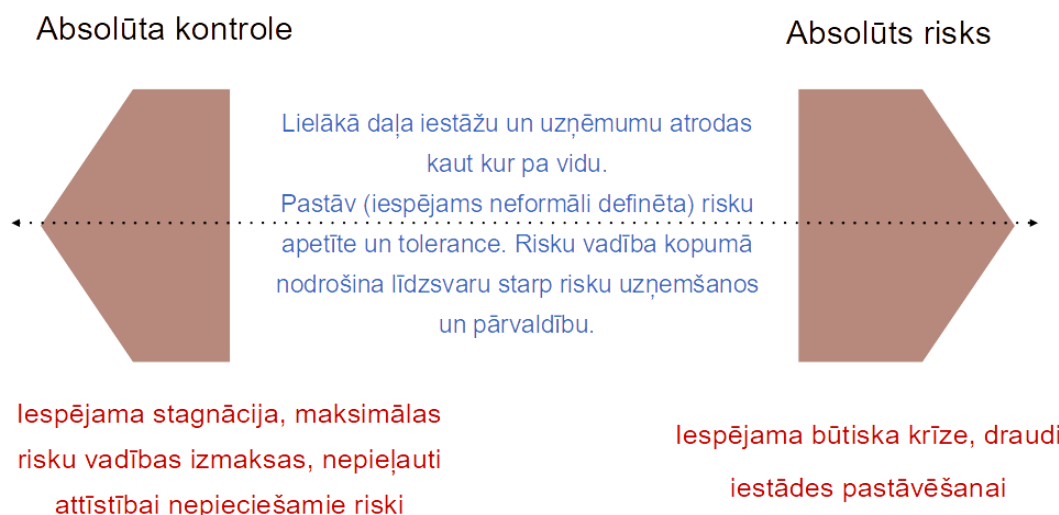 Absolūta kontrole
Absolūts risks
Lielākā daļa iestāžu un uzņēmumu atrodas
kaut kur pa vidu.
Pastāv (iespējams neformāli definēta) risku
apetīte un tolerance. Risku vadība kopumā
nodrošina līdzsvaru starp risku uzņemšanos
un pārvaldību.
Iespējama stagnācija, maksimālas
risku vadības izmaksas, nepieļauti
attīstībai nepieciešamie riski
Iespējama būtiska krīze, draudi
iestādes pastāvēšanai